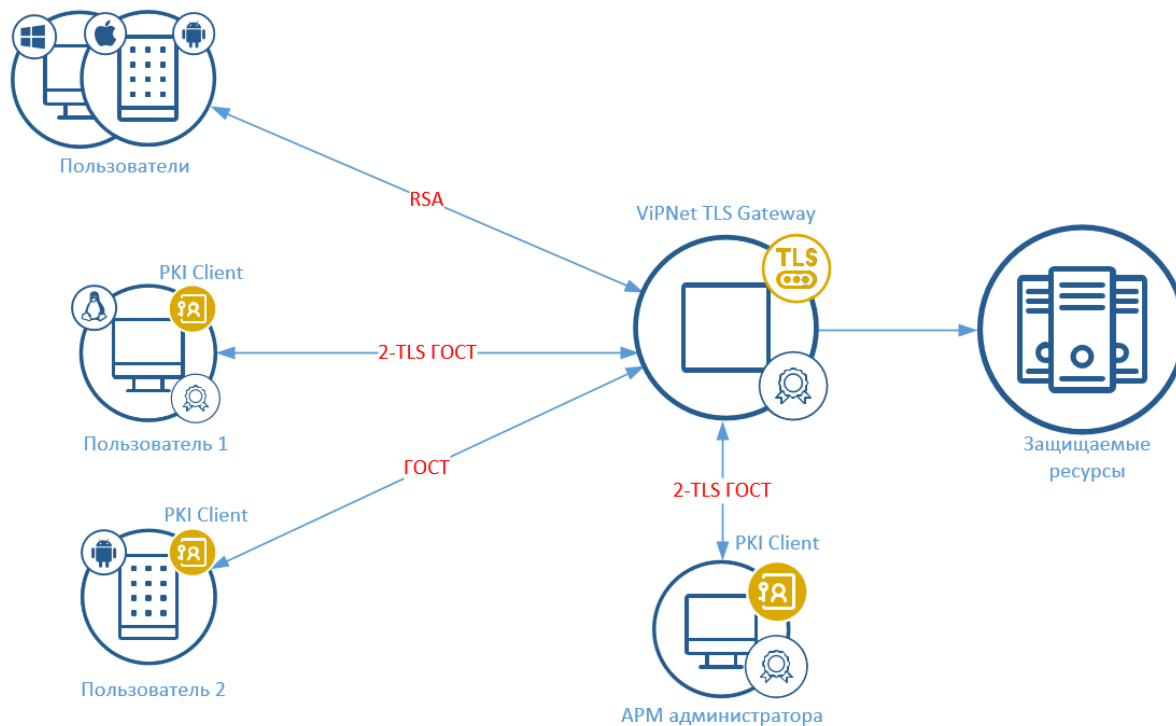 Пользователи
RSA
ViPNet TLS Gateway
TLS
PKI Client
2-TLS ГОСТ
Пользователь 1
Защищаемые
ресурсы
ГОСТ
2-TLS ГОСТ
PKI Client
PKI Client
Пользователь 2
АРМ администратора